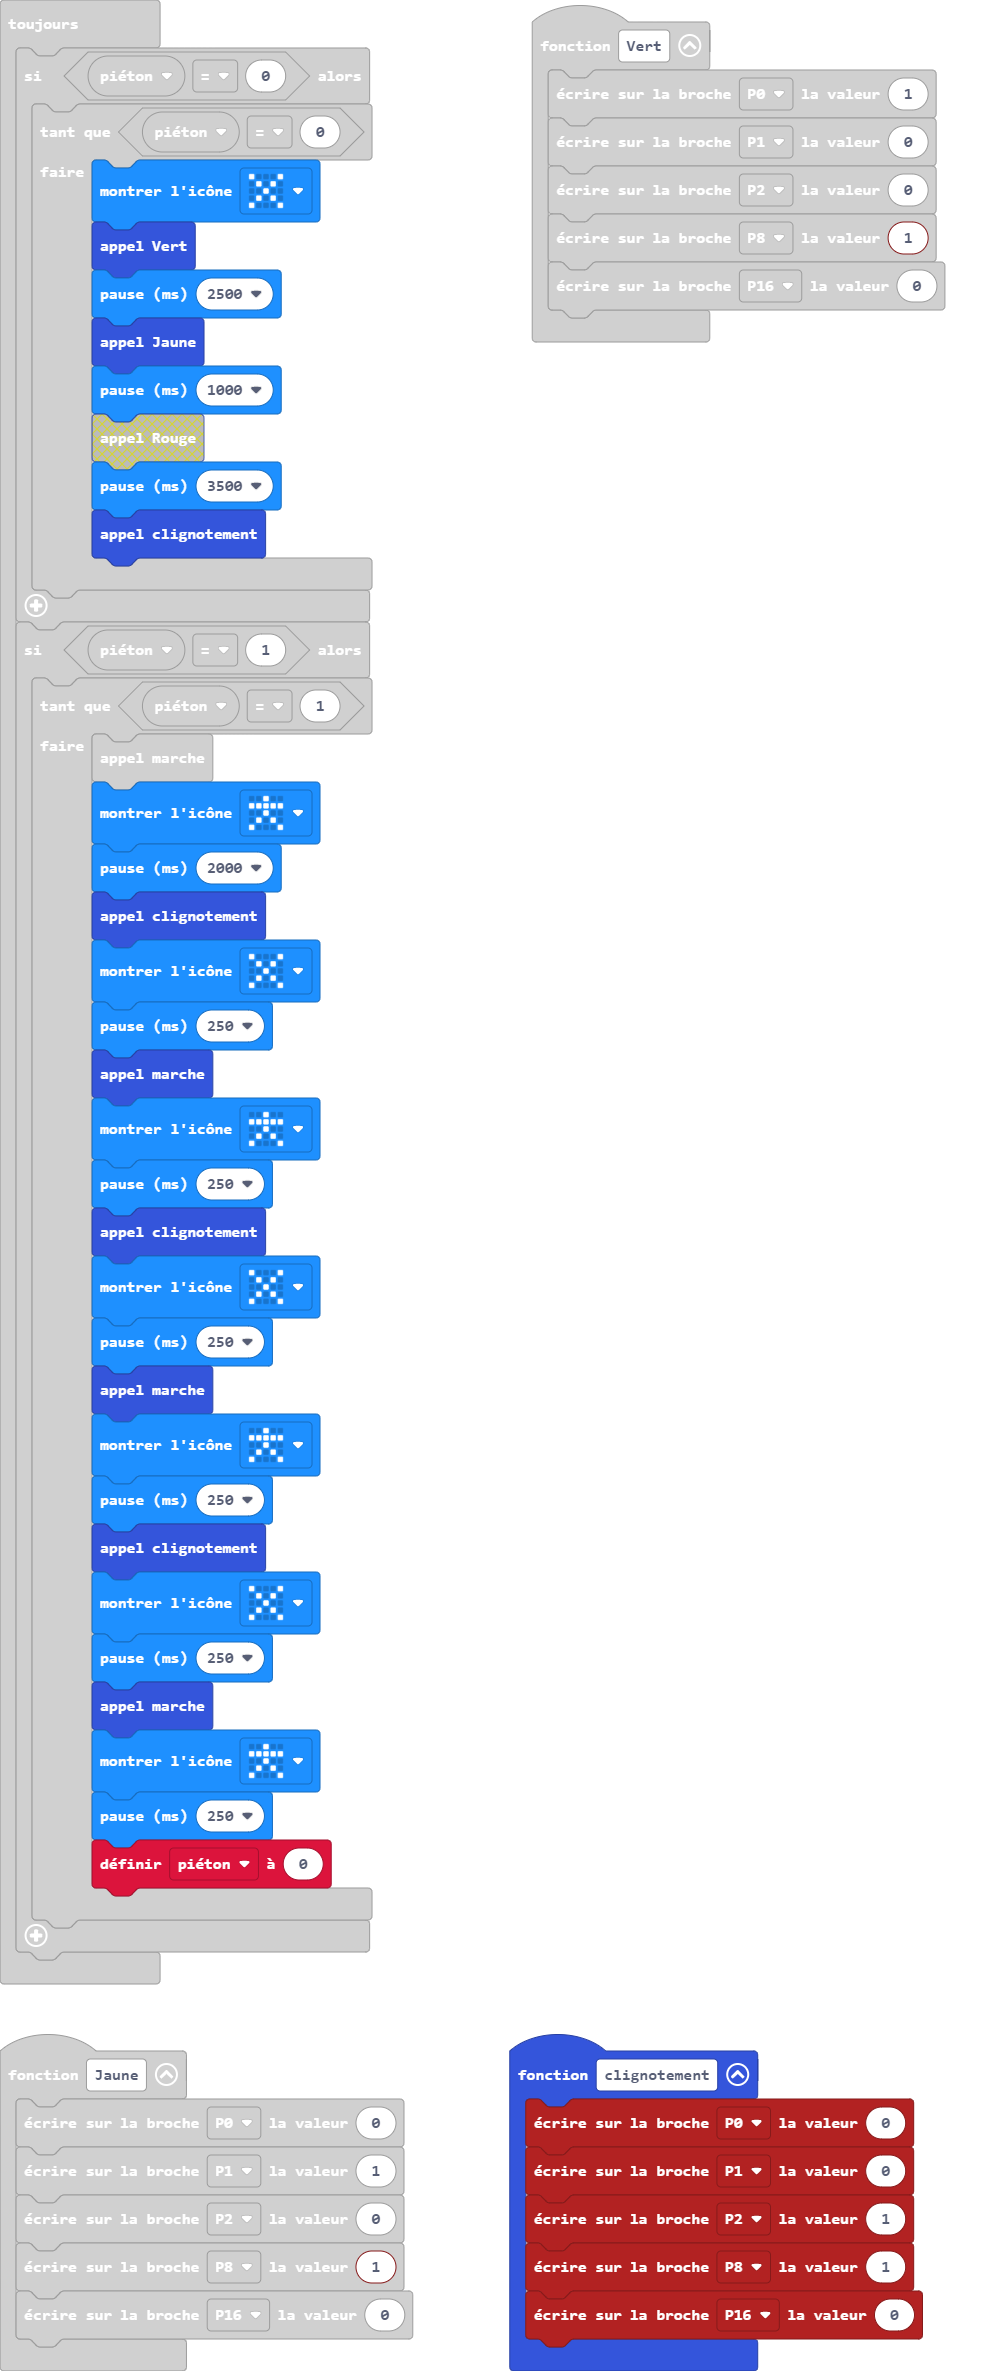 toujours
si piéton = 0 alors
tant que piéton = 0
faire
montrer l'icône
appel Vert
pause (ms) 2500
appel Jaune
pause (ms) 1000
appel Rouge
pause (ms) 3500
appel clignotement
si piéton = 1 alors
tant que piéton = 1
faire
appel marche
montrer l'icône
pause (ms) 2000
appel clignotement
montrer l'icône
pause (ms) 250
appel marche
montrer l'icône
pause (ms) 250
appel clignotement
montrer l'icône
pause (ms) 250
appel marche
montrer l'icône
pause (ms) 250
appel clignotement
montrer l'icône
pause (ms) 250
appel marche
montrer l'icône
pause (ms) 250
définir piéton à 0
fonction Vert
écrire sur la broche P0 la valeur 1
écrire sur la broche P1 la valeur 0
écrire sur la broche P2 la valeur 0
écrire sur la broche P8 la valeur 1
écrire sur la broche P16 la valeur 0
fonction Jaune
écrire sur la broche P0 la valeur 0
écrire sur la broche P1 la valeur 1
écrire sur la broche P2 la valeur 0
écrire sur la broche P8 la valeur 1
écrire sur la broche P16 la valeur 0
fonction clignotement
écrire sur la broche P0 la valeur 0
écrire sur la broche P1 la valeur 0
écrire sur la broche P2 la valeur 1
écrire sur la broche P8 la valeur 1
écrire sur la broche P16 la valeur 0